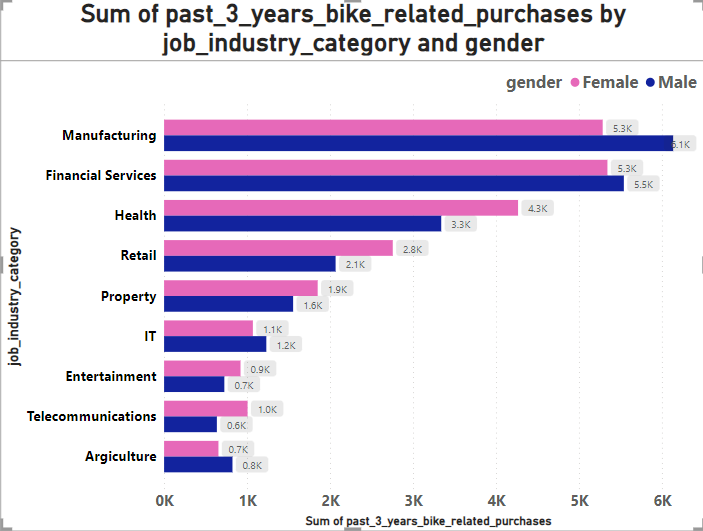 Sum of past_3_years_bike_related_purchases by
job_industry_category and gender
gender Female Male
Manufacturing 5.3K
6.1K
Financial Services 5.3K
5.5K
Health 4.3K
3.3K
Retail 2.8K
2.1K
Property 1.9K
1.6K
IT 1.1K
1.2K
Entertainment 0.9K
0.7K
Telecommunications 1.0K
0.6K
Argiculture 0.7K
0.8K
job_industry_category
0K 1K 2K 3K 4K 5K 6K
Sum of past_3_years_bike_related_purchases